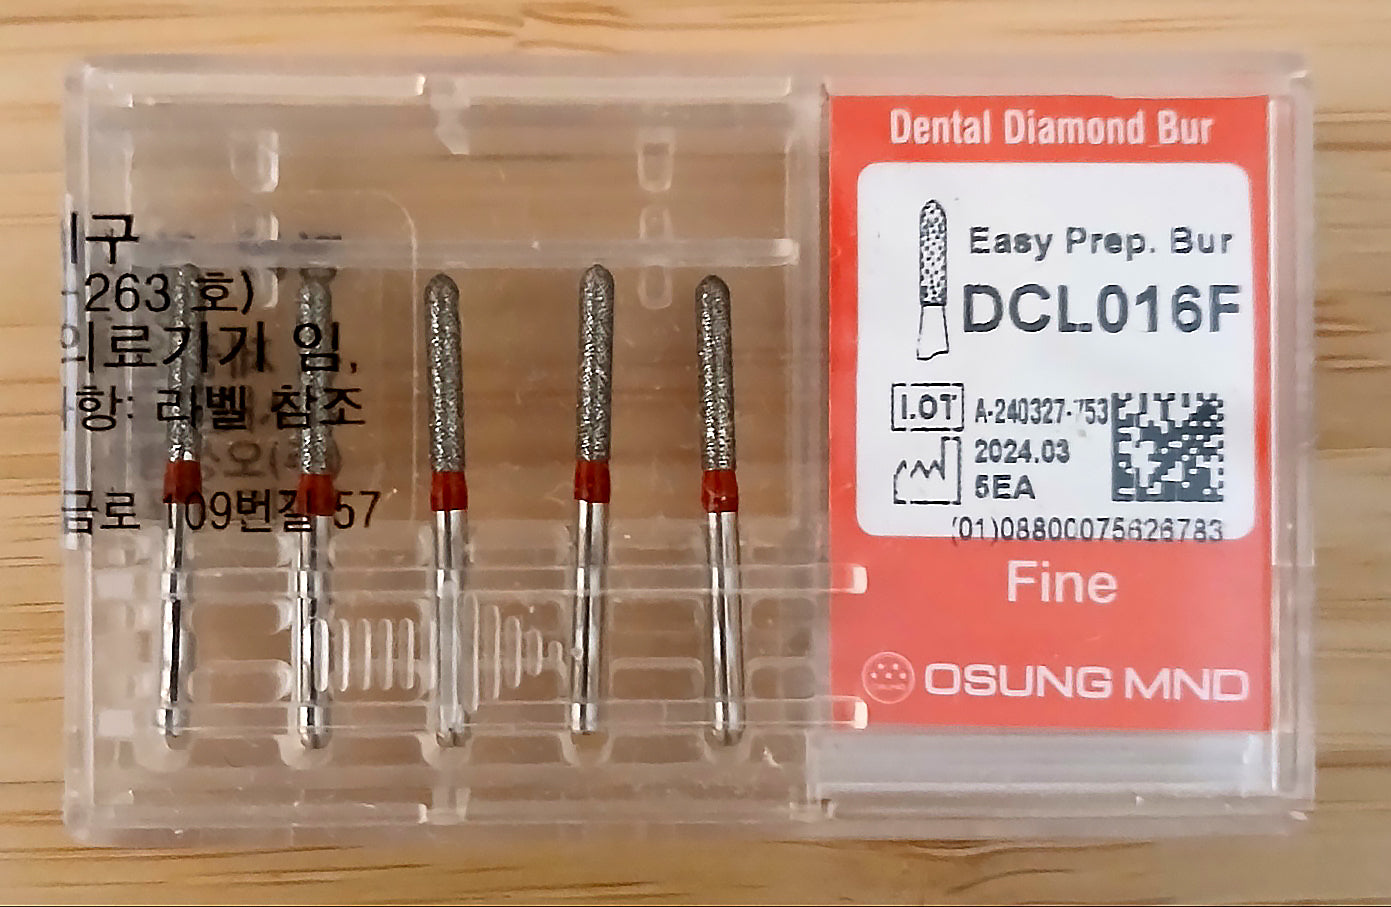 구
263 호)
의료기기 임,
항: 라벨 참조
금로 109번길 57
Dental Diamond Bur
Easy Prep. Bur
DCL016F
LOT A-240327-753
2024.03
5EA
(01)08800075626783
Fine
OSUNG MND